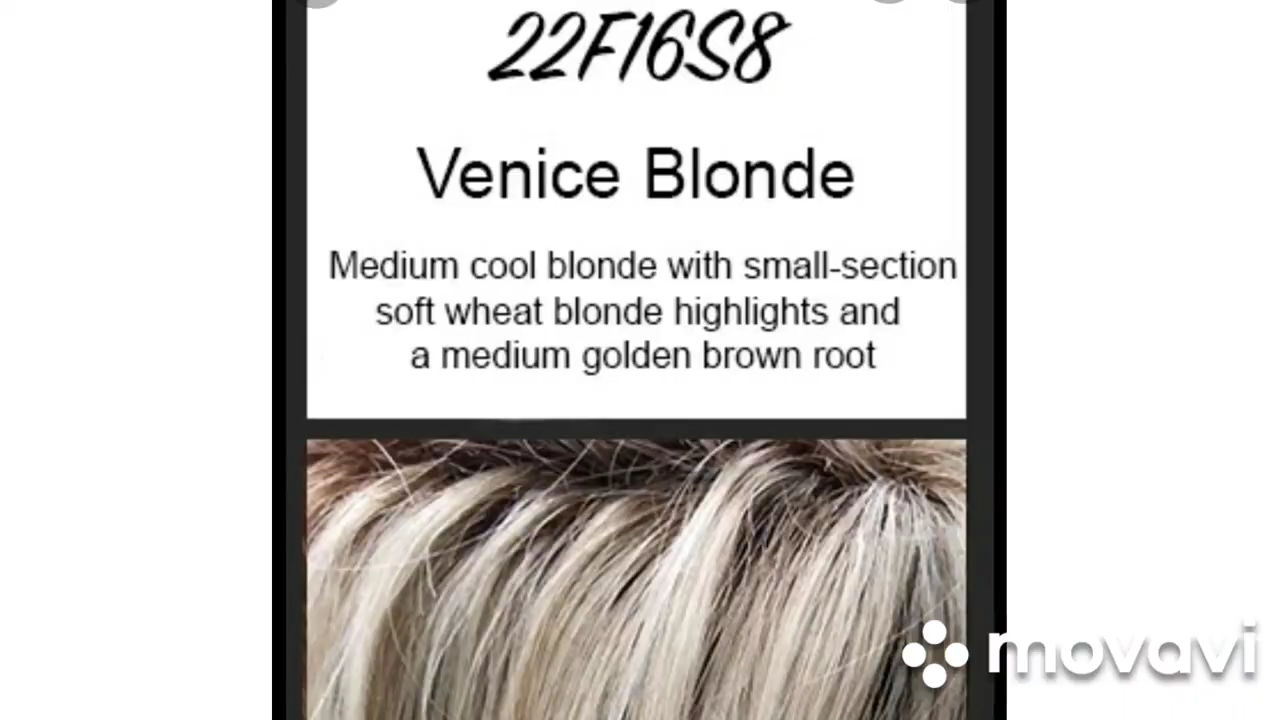 22F16S8
Venice Blonde
Medium cool blonde with small-section
soft wheat blonde highlights and
a medium golden brown root
movavi